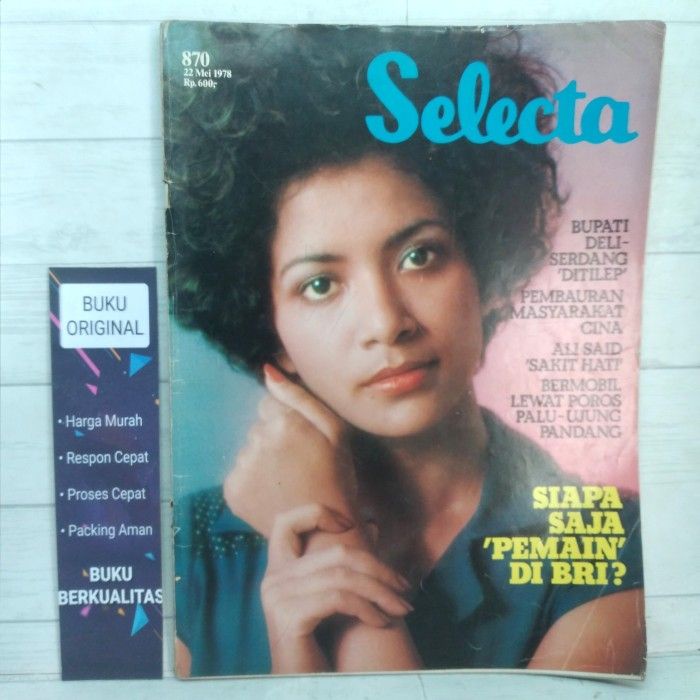 870
22 Mei 1978
Rp. 600,-
Selecta
BUPATI
DELI-
SERDANG
'DITILEP'
PEMBAURAN
MASYARAKAT
CINA
ALI SAID
'SAKIT HATI'
BERMOBIL
LEWAT POROS
PALU-UJUNG
PANDANG
SIAPA
SAJA
'PEMAIN'
DI BRI?
BUKU
ORIGINAL
• Harga Murah
• Respon Cepat
• Proses Cepat
• Packing Aman
BUKU
BERKUALITAS